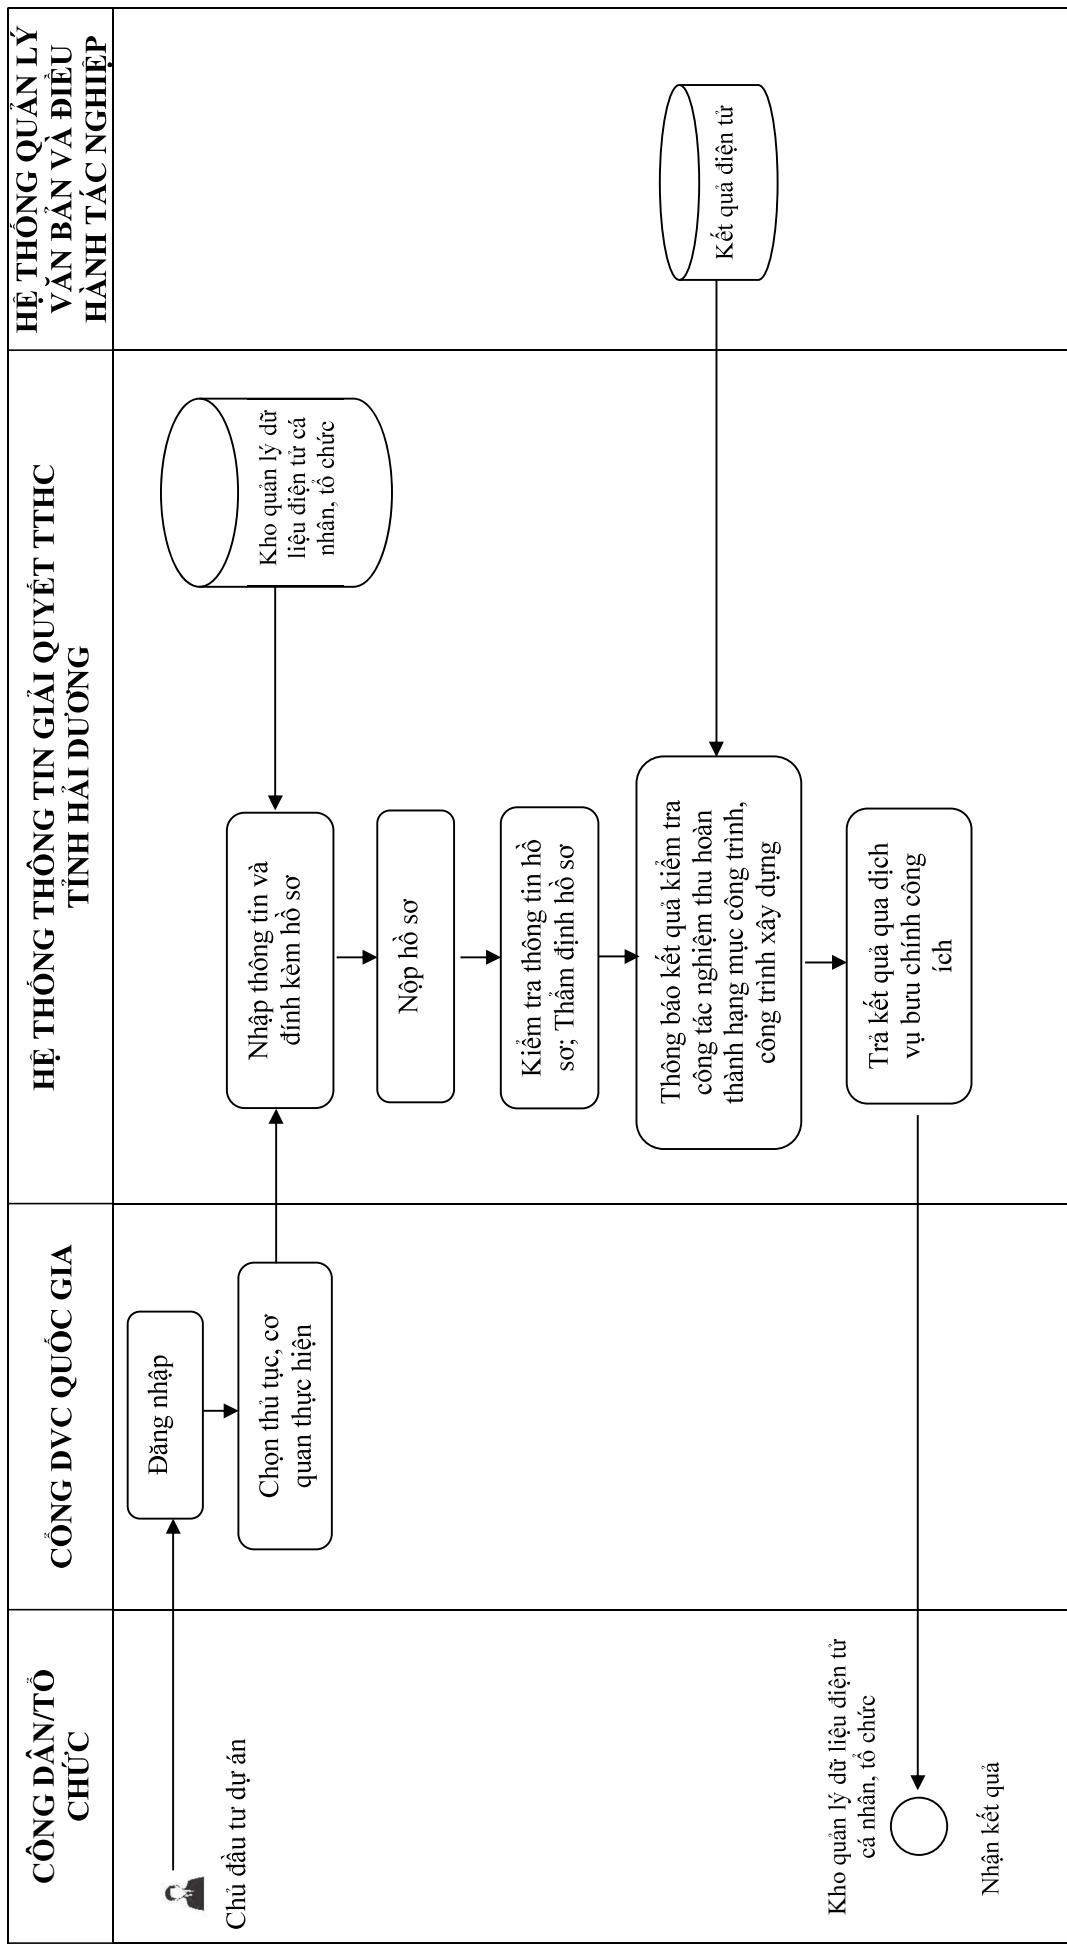 CÔNG DÂN/TỔ
CHỨC
CỔNG DVC QUỐC GIA
HỆ THỐNG THÔNG TIN GIẢI QUYẾT TTHC
TỈNH HẢI DƯƠNG
HỆ THỐNG QUẢN LÝ
VĂN BẢN VÀ ĐIỀU
HÀNH TÁC NGHIỆP
Chủ đầu tư dự án
Đăng nhập
Chọn thủ tục, cơ
quan thực hiện
Nhập thông tin và
đính kèm hồ sơ
Kho quản lý dữ
liệu điện tử cá
nhân, tổ chức
Nộp hồ sơ
Kiểm tra thông tin hồ
sơ; Thẩm định hồ sơ
Thông báo kết quả kiểm tra
công tác nghiệm thu hoàn
thành hạng mục công trình,
công trình xây dựng
Kết quả điện tử
Trả kết quả qua dịch
vụ bưu chính công
ích
Kho quản lý dữ liệu điện tử
cá nhân, tổ chức
Nhận kết quả